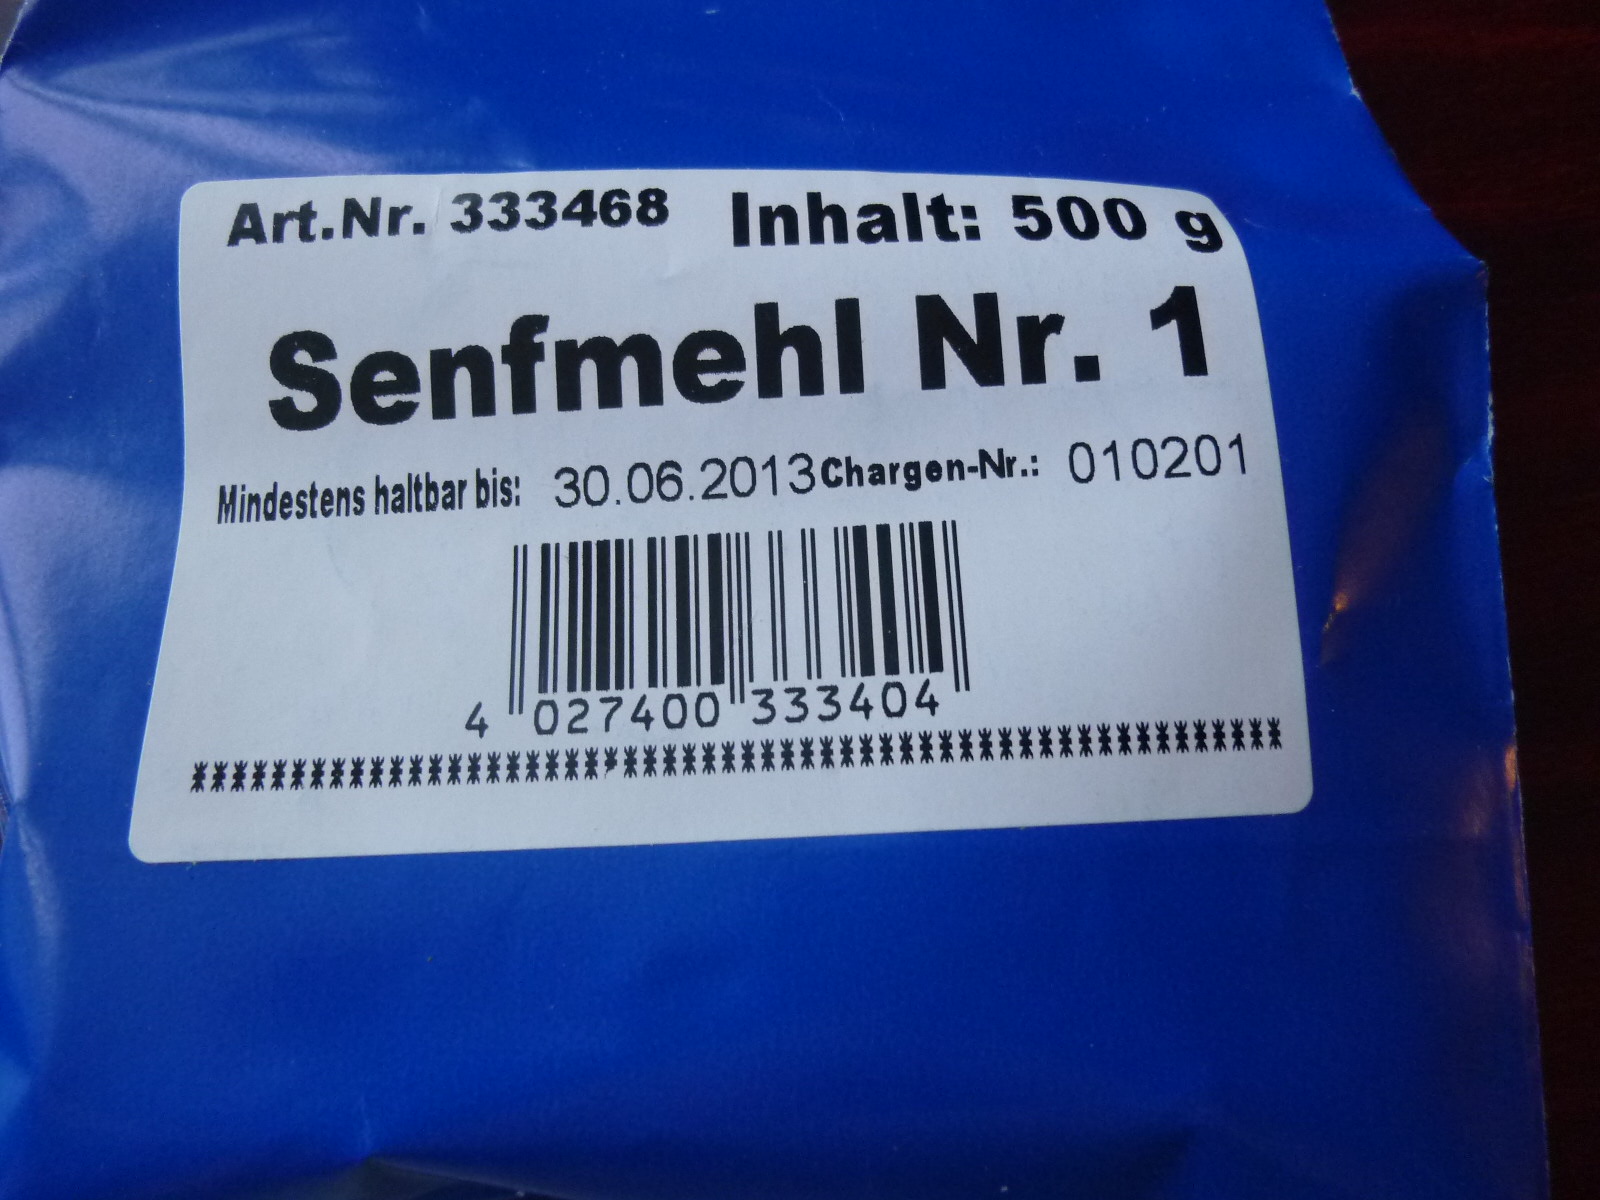 Art.Nr. 333468 Inhalt: 500 g
Senfmehl Nr. 1
Mindestens haltbar bis: 30.06.2013 Chargen-Nr.: 010201
4 027400 333404